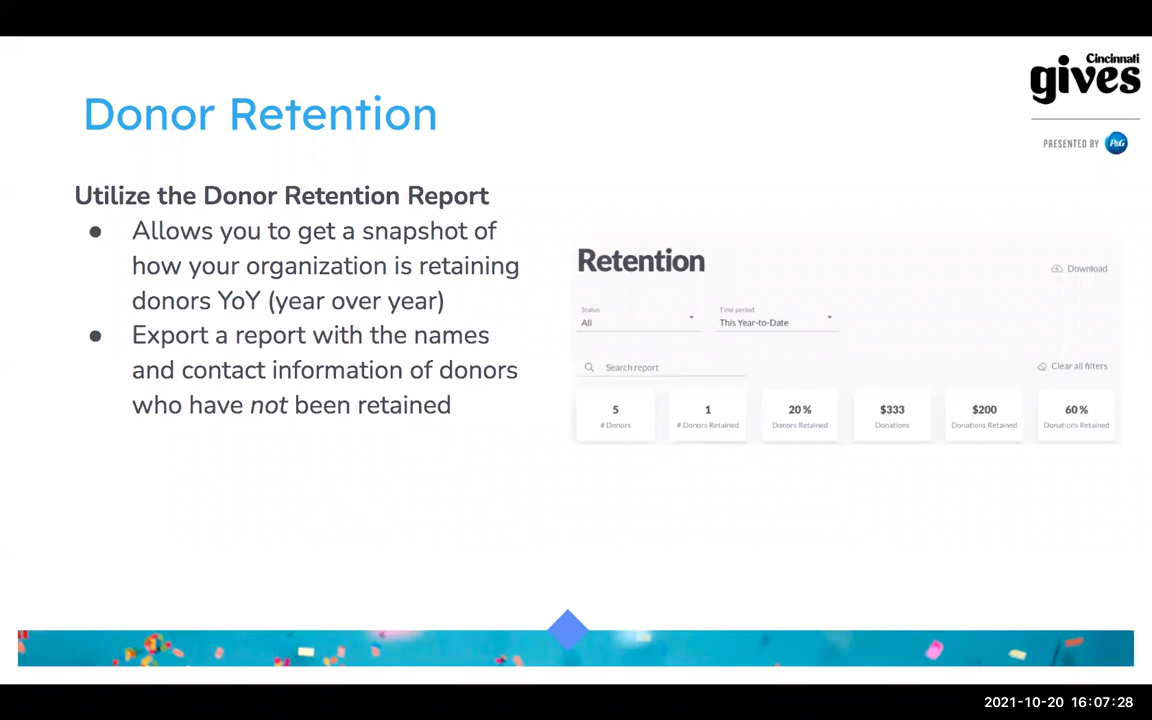 Cincinnati
gives
PRESENTED BY P&G
Donor Retention
Utilize the Donor Retention Report
● Allows you to get a snapshot of
how your organization is retaining
donors YoY (year over year)
● Export a report with the names
and contact information of donors
who have not been retained
Retention
Download
Status
All
Time period
This Year-to-Date
Search report
Clear all filters
5
# Donors
1
# Donors Retained
20%
Donors Retained
$333
Donations
$200
Donations Retained
60%
Donations Retained
2021-10-20 16:07:28